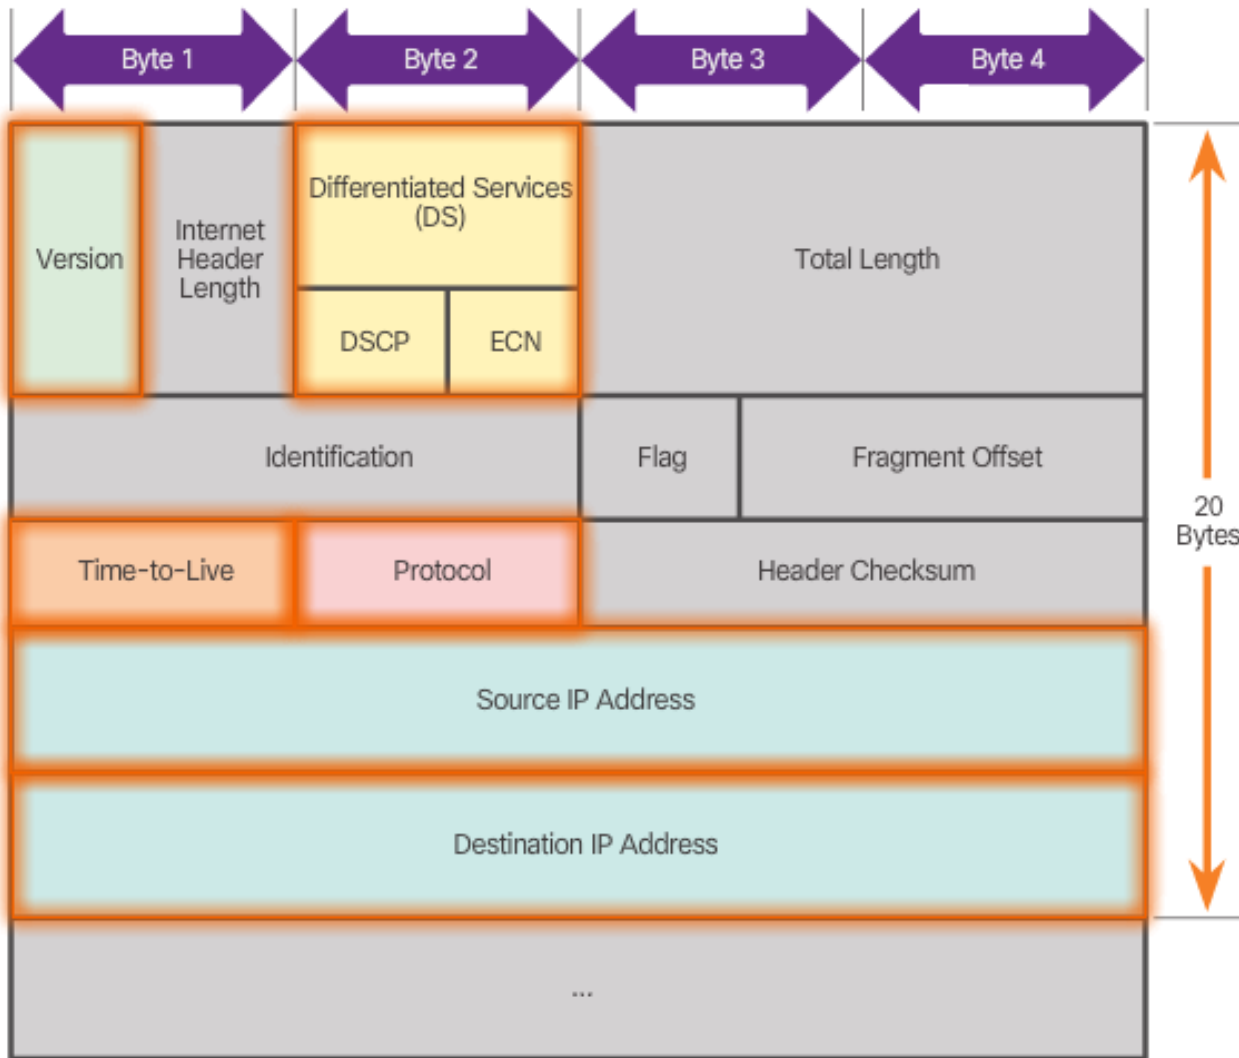 Byte 1
Byte 2
Byte 3
Byte 4
Version
Internet
Header
Length
Differentiated Services
(DS)
DSCP
ECN
Total Length
Identification
Flag
Fragment Offset
Time-to-Live
Protocol
Header Checksum
20
Bytes
Source IP Address
Destination IP Address
...